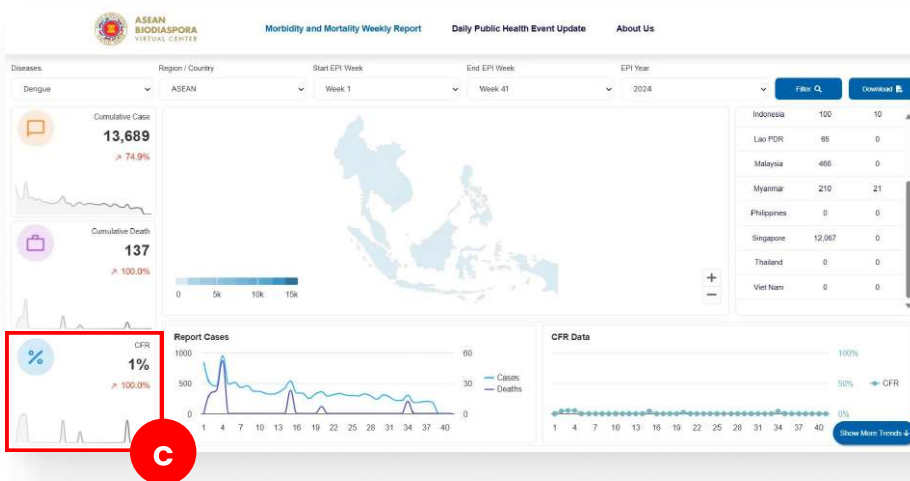 ASEAN
BIODIASPORA
VIRTUAL CENTER
Morbidity and Mortality Weekly Report
Daily Public Health Event Update
About Us
Diseases
Region / Country
Start EPI Week
End EPI Week
EPI Year
Dengue
ASEAN
Week 1
Week 41
2024
Filter
Download
Cumulative Case
13,689
↗ 74.9%
Cumulative Death
137
↗ 100.0%
CFR
%
1%
↗ 100.0%
C
0 5k 10k 15k
+
−
Indonesia 100 10
Lao PDR 65 0
Malaysia 466 0
Myanmar 210 21
Philippines 0 0
Singapore 12,067 0
Thailand 0 0
Viet Nam 0 0
Report Cases
1000 60
500 30
0 0
Cases
Deaths
1 4 7 10 13 16 19 22 25 28 31 34 37 40
CFR Data
100%
50%
0%
CFR
1 4 7 10 13 16 19 22 25 28 31 34 37 40
Show More Trends ↓